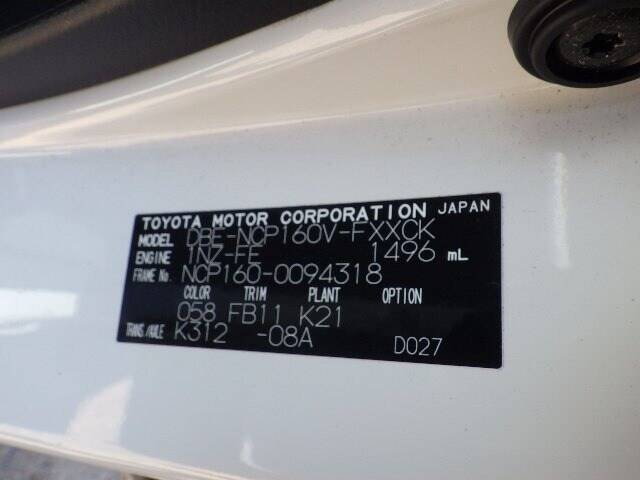 TOYOTA MOTOR CORPORATION JAPAN
MODEL DBE-NCP160V-FXXCK
ENGINE 1NZ-FE 1496 mL
FRAME No. NCP160-0094318
COLOR TRIM PLANT OPTION
058 FB11 K21
TRANS/AXLE K312 -08A D027